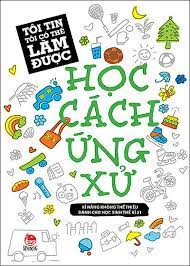 TÔI TIN
TÔI CÓ THỂ
LÀM
ĐƯỢC
HỌC
CÁCH
ỨNG
XỬ
KĨ NĂNG KHÔNG THỂ THIẾU
DÀNH CHO HỌC SINH THẾ KỈ 21